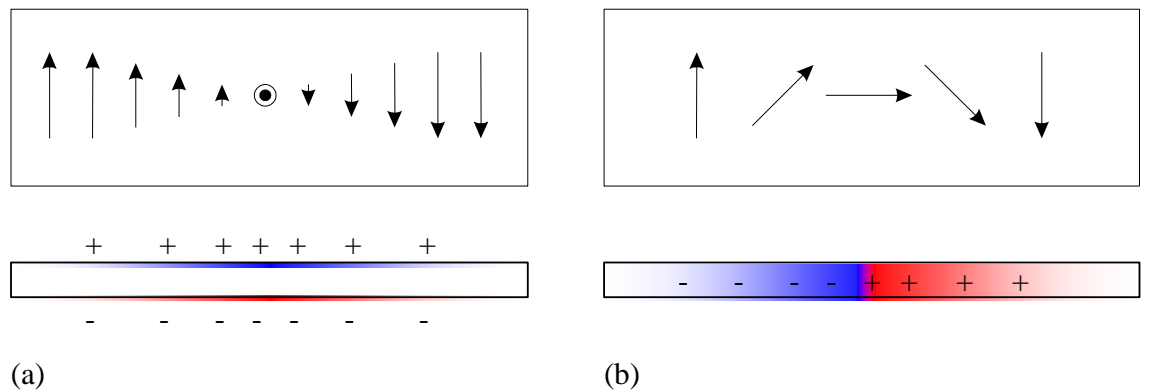 + + + + + + +
- - - - - - -
- - - - + + + +
(a) (b)